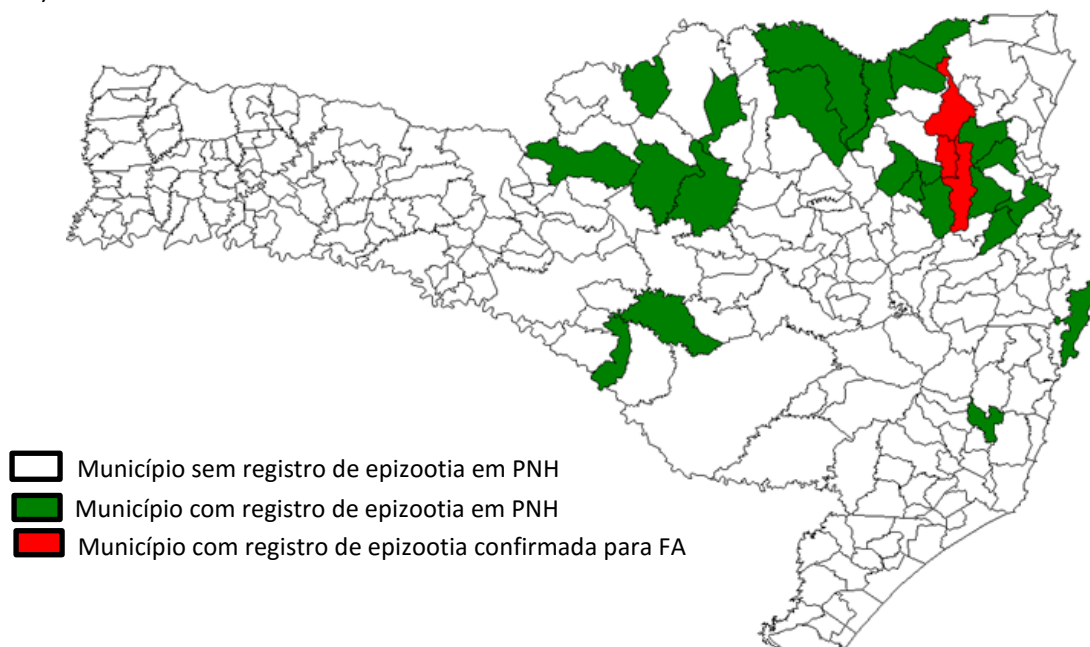 Município sem registro de epizootia em PNH
Município com registro de epizootia em PNH
Município com registro de epizootia confirmada para FA